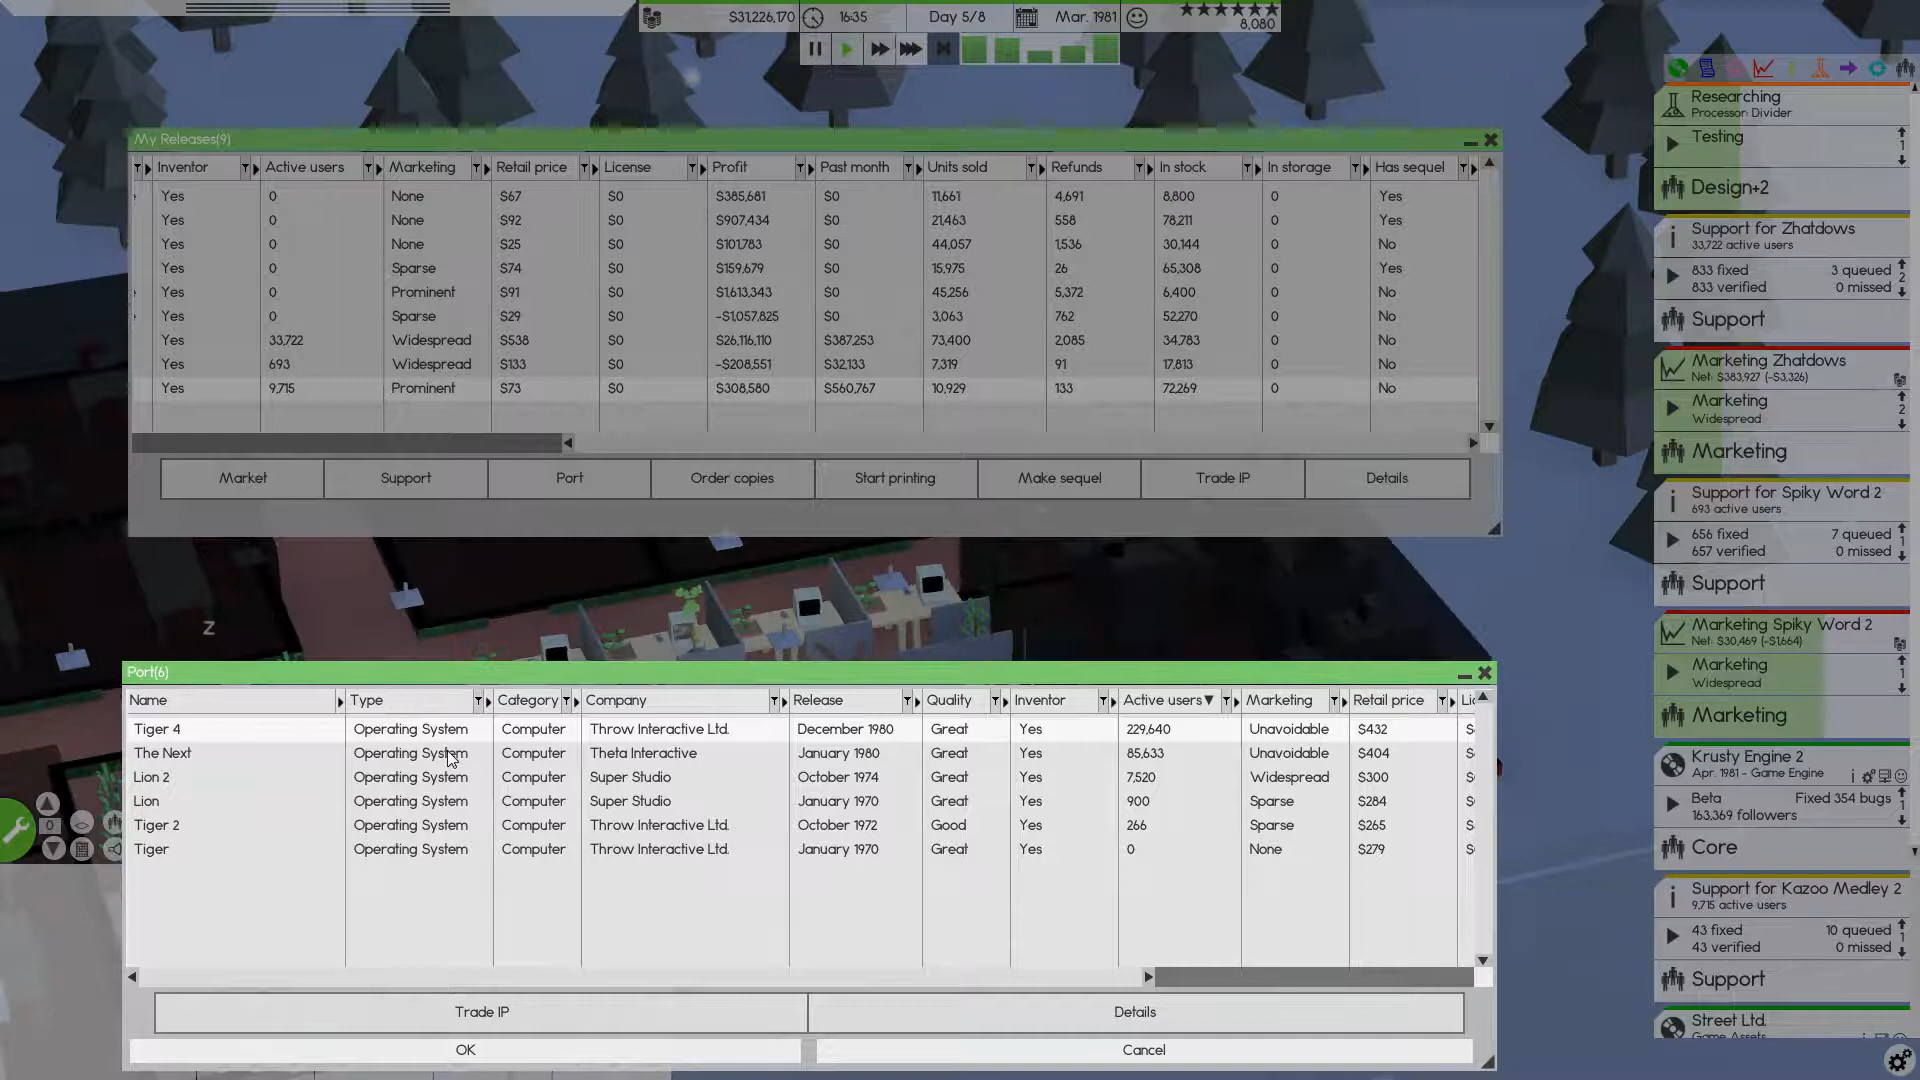 $31,226,170 16:35 Day 5/8 Mar. 1981 8,080
My Releases(9)
Inventor Active users Marketing Retail price License Profit Past month Units sold Refunds In stock In storage Has sequel
Yes 0 None $67 $0 $385,681 $0 11,661 4,691 8,800 0 Yes
Yes 0 None $92 $0 $907,434 $0 21,463 558 78,211 0 Yes
Yes 0 None $25 $0 $101,783 $0 44,057 1,536 30,144 0 No
Yes 0 Sparse $74 $0 $159,679 $0 15,975 26 65,308 0 Yes
Yes 0 Prominent $91 $0 $1,613,343 $0 45,256 5,372 6,400 0 No
Yes 0 Sparse $29 $0 -$1,057,825 $0 3,063 762 52,270 0 No
Yes 33,722 Widespread $538 $0 $26,116,110 $387,253 73,400 2,085 34,783 0 No
Yes 693 Widespread $133 $0 -$208,551 $32,133 7,319 91 17,813 0 No
Yes 9,715 Prominent $73 $0 $308,580 $560,767 10,929 133 72,269 0 No
Market Support Port Order copies Start printing Make sequel Trade IP Details
Z
0
Port(6)
Name Type Category Company Release Quality Inventor Active users▼ Marketing Retail price Lic
Tiger 4 Operating System Computer Throw Interactive Ltd. December 1980 Great Yes 229,640 Unavoidable $432 $
The Next Operating System Computer Theta Interactive January 1980 Great Yes 85,633 Unavoidable $404 $
Lion 2 Operating System Computer Super Studio October 1974 Great Yes 7,520 Widespread $300 $
Lion Operating System Computer Super Studio January 1970 Great Yes 900 Sparse $284 $
Tiger 2 Operating System Computer Throw Interactive Ltd. October 1972 Good Yes 266 Sparse $265 $
Tiger Operating System Computer Throw Interactive Ltd. January 1970 Great Yes 0 None $279 $
Trade IP Details
OK Cancel
Researching
Processor Divider
Testing
1
Design+2
Support for Zhatdows
33,722 active users
833 fixed 3 queued
833 verified 0 missed
2
Support
Marketing Zhatdows
Net: $383,927 (-$3,326)
Marketing
Widespread
2
Marketing
Support for Spiky Word 2
693 active users
656 fixed 7 queued
657 verified 0 missed
1
Support
Marketing Spiky Word 2
Net: $30,469 (-$1,664)
Marketing
Widespread
1
Marketing
Krusty Engine 2
Apr. 1981 - Game Engine
Beta Fixed 354 bugs
163,369 followers
1
Core
Support for Kazoo Medley 2
9,715 active users
43 fixed 10 queued
43 verified 0 missed
1
Support
Street Ltd.
Game Assets